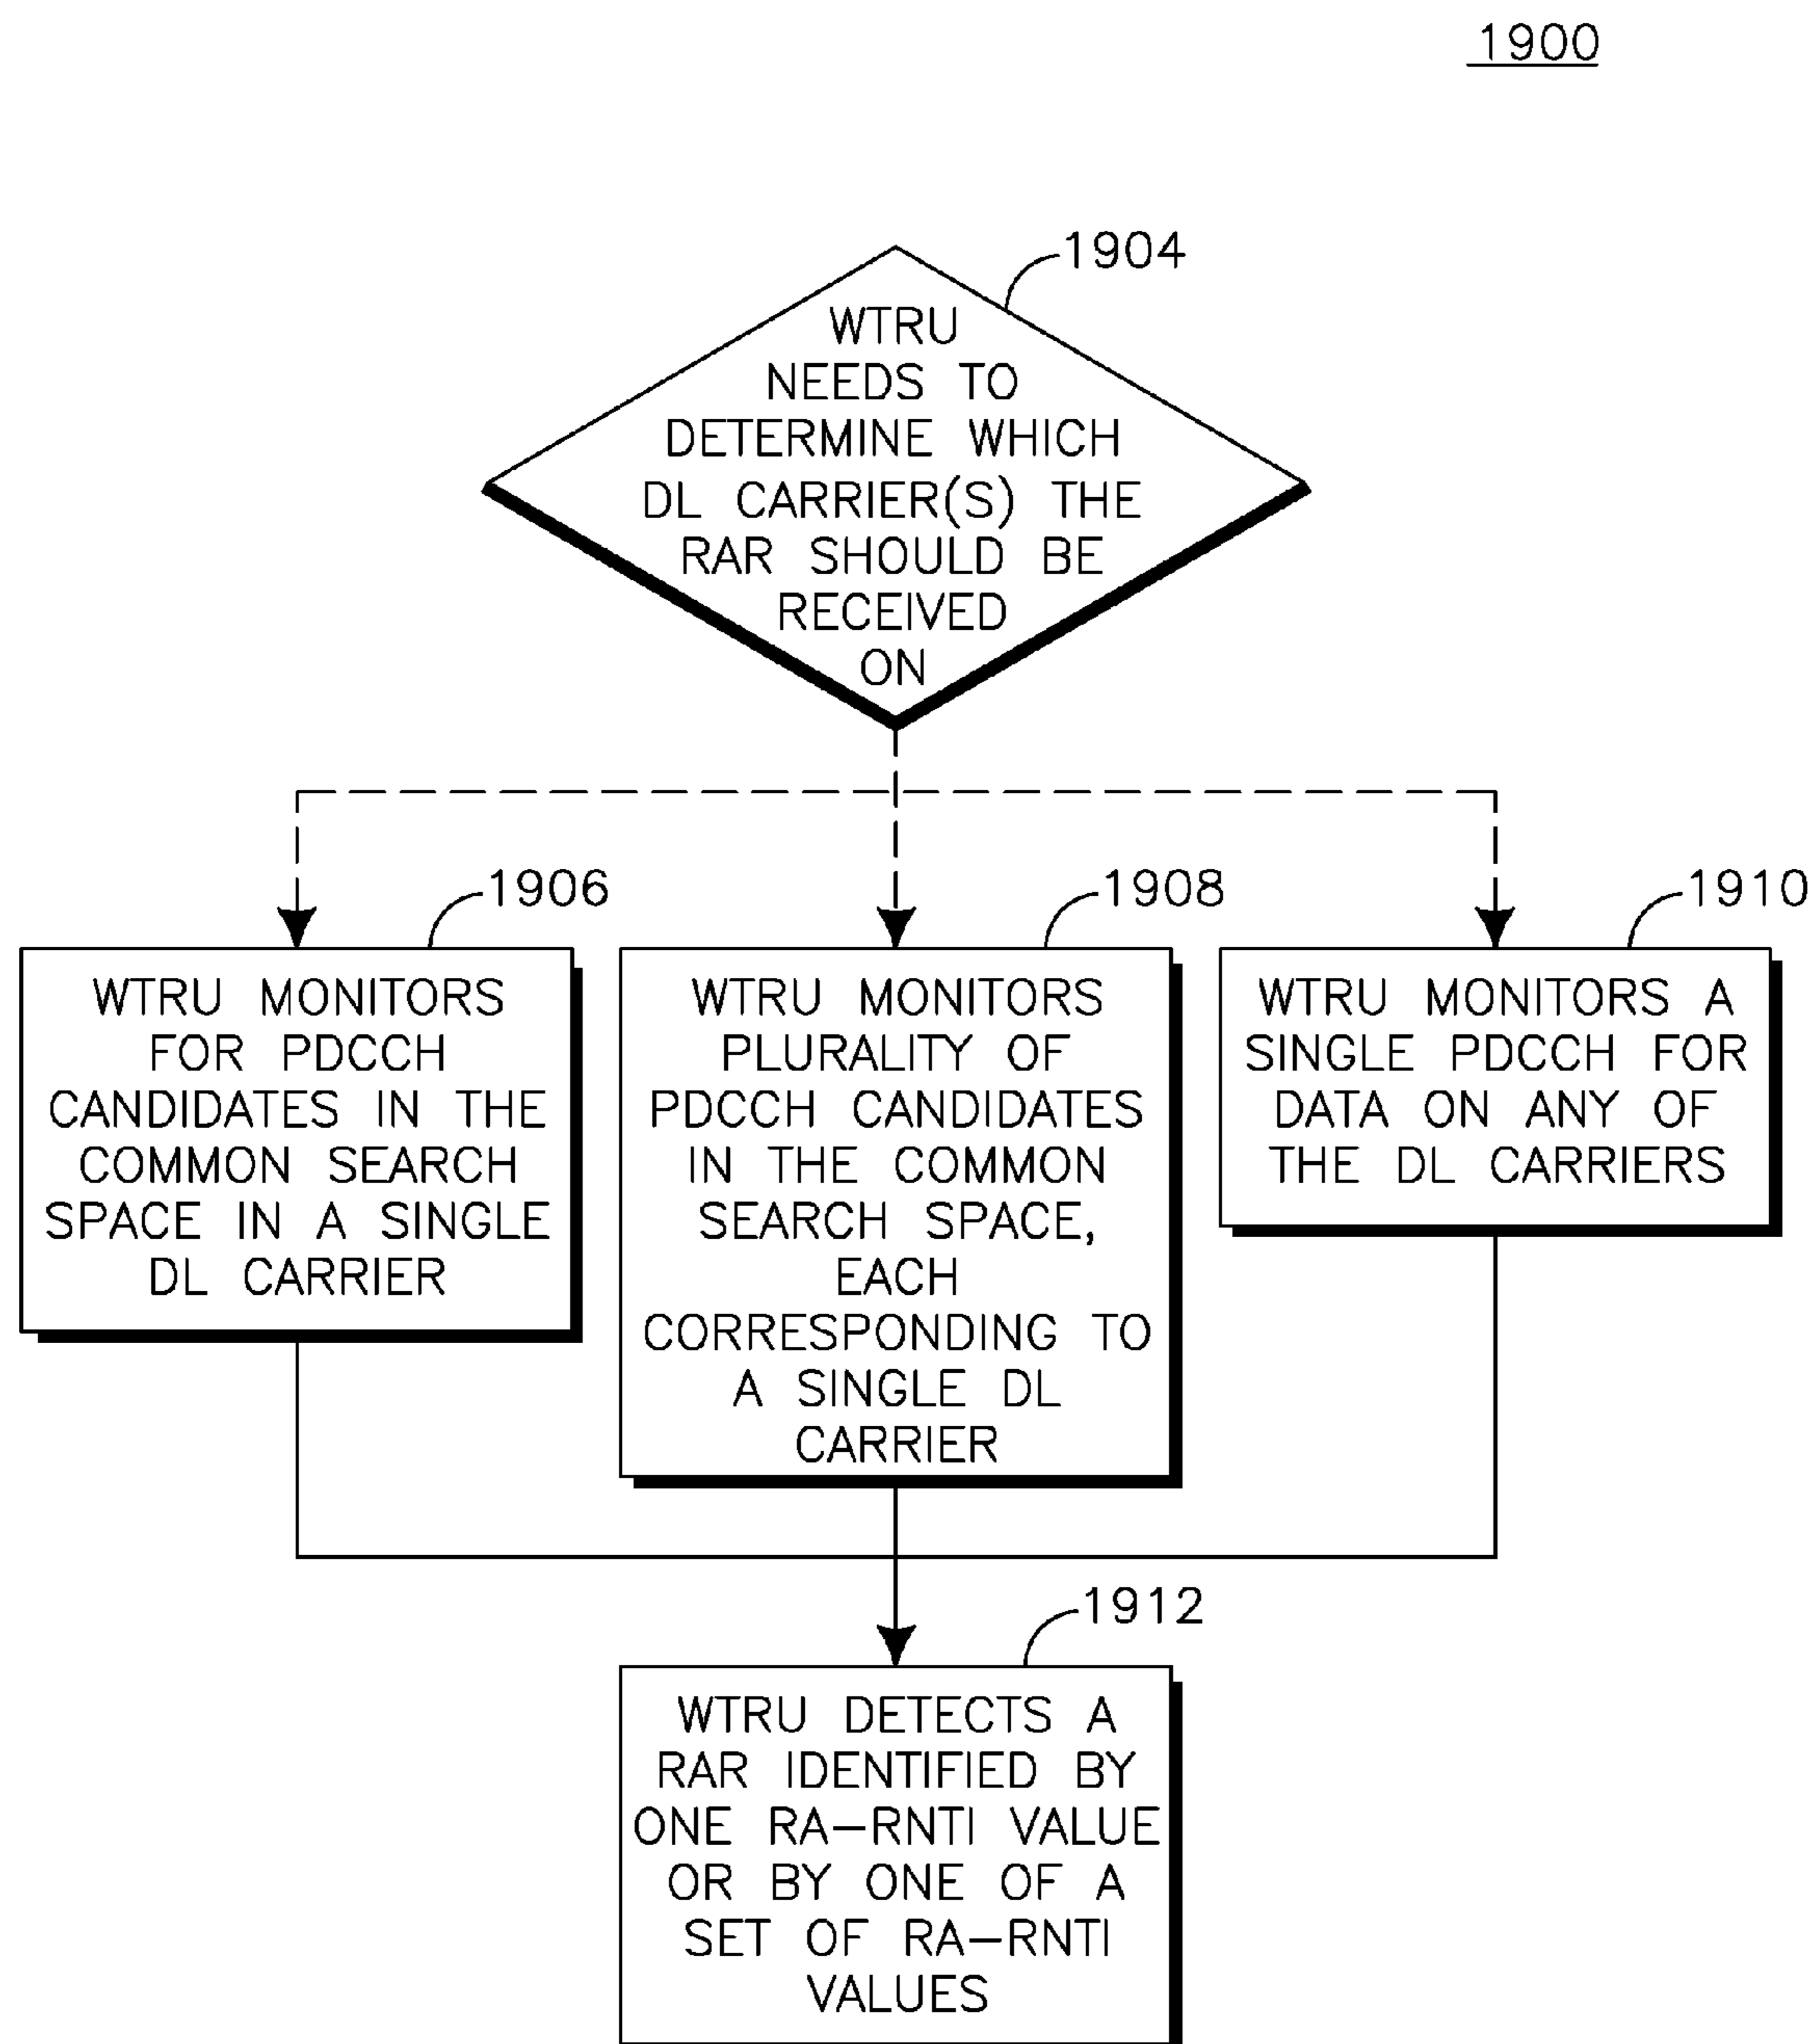 1900
1904
WTRU
NEEDS TO
DETERMINE WHICH
DL CARRIER(S) THE
RAR SHOULD BE
RECEIVED
ON
1906
WTRU MONITORS
FOR PDCCH
CANDIDATES IN THE
COMMON SEARCH
SPACE IN A SINGLE
DL CARRIER
1908
WTRU MONITORS
PLURALITY OF
PDCCH CANDIDATES
IN THE COMMON
SEARCH SPACE,
EACH
CORRESPONDING TO
A SINGLE DL
CARRIER
1910
WTRU MONITORS A
SINGLE PDCCH FOR
DATA ON ANY OF
THE DL CARRIERS
1912
WTRU DETECTS A
RAR IDENTIFIED BY
ONE RA-RNTI VALUE
OR BY ONE OF A
SET OF RA-RNTI
VALUES